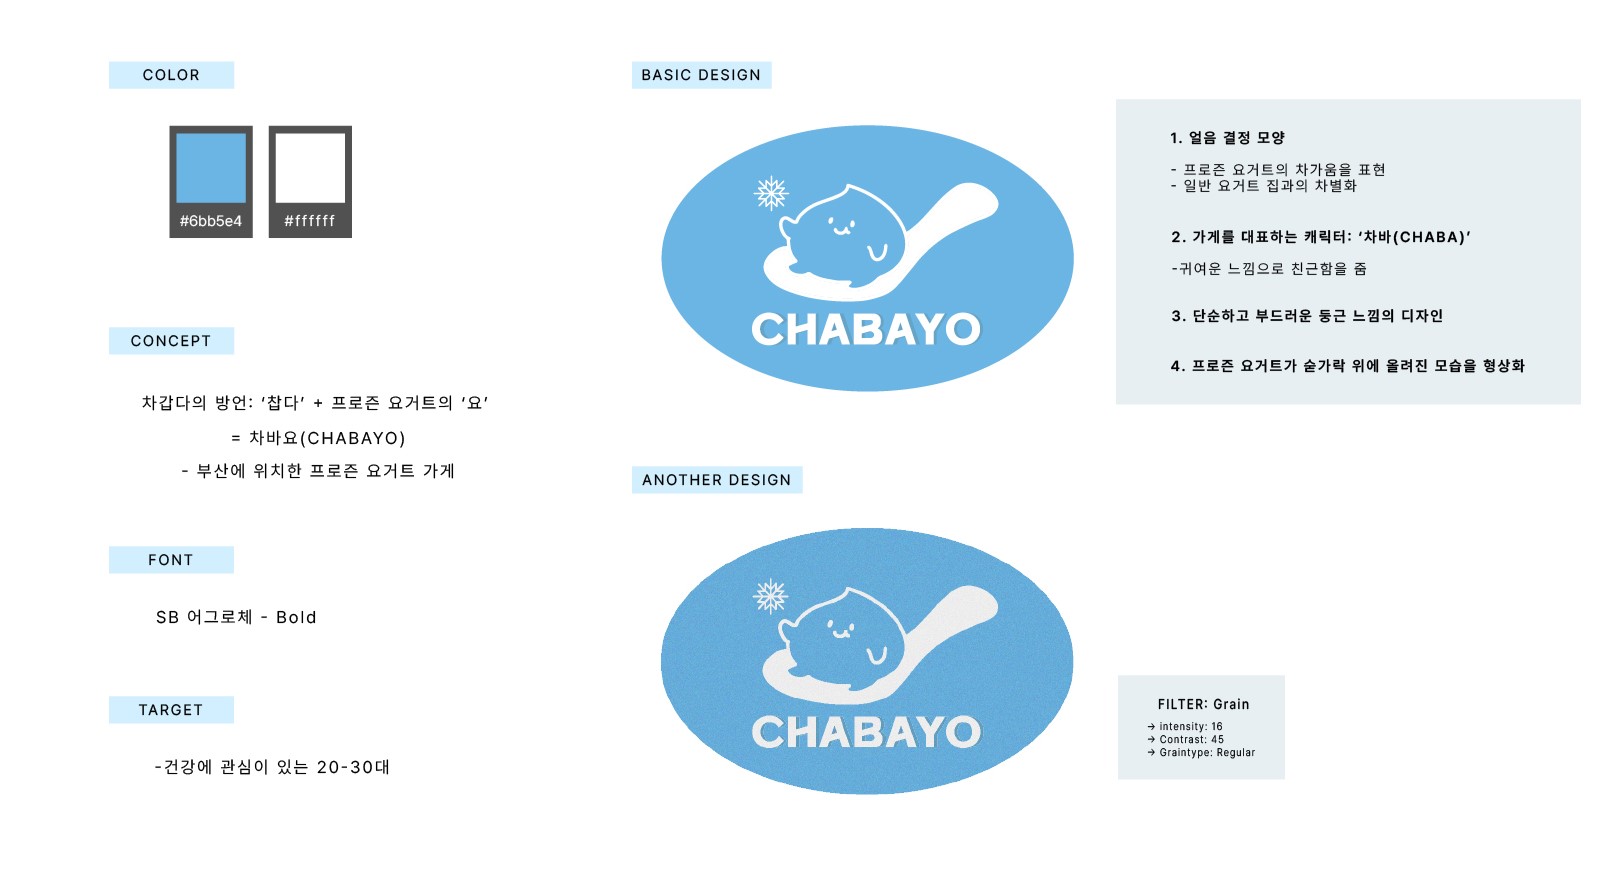 COLOR
#6bb5e4
#ffffff
CONCEPT
차갑다의 방언: ‘찹다’ + 프로즌 요거트의 ‘요’
= 차바요(CHABAYO)
- 부산에 위치한 프로즌 요거트 가게
FONT
SB 어그로체 - Bold
TARGET
-건강에 관심이 있는 20-30대
BASIC DESIGN
CHABAYO
1. 얼음 결정 모양
- 프로즌 요거트의 차가움을 표현
- 일반 요거트 집과의 차별화
2. 가게를 대표하는 캐릭터: ‘차바(CHABA)’
-귀여운 느낌으로 친근함을 줌
3. 단순하고 부드러운 둥근 느낌의 디자인
4. 프로즌 요거트가 숟가락 위에 올려진 모습을 형상화
ANOTHER DESIGN
CHABAYO
FILTER: Grain
→ intensity: 16
→ Contrast: 45
→ Graintype: Regular